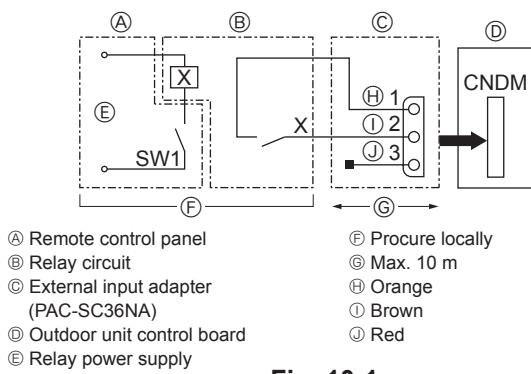 Ⓐ Ⓑ Ⓒ Ⓓ
CNDM
X
Ⓗ 1
Ⓔ X Ⓘ 2
SW1 Ⓙ 3
Ⓕ Ⓖ
Ⓐ Remote control panel
Ⓑ Relay circuit
Ⓒ External input adapter
(PAC-SC36NA)
Ⓓ Outdoor unit control board
Ⓔ Relay power supply
Ⓕ Procure locally
Ⓖ Max. 10 m
Ⓗ Orange
Ⓘ Brown
Ⓙ Red